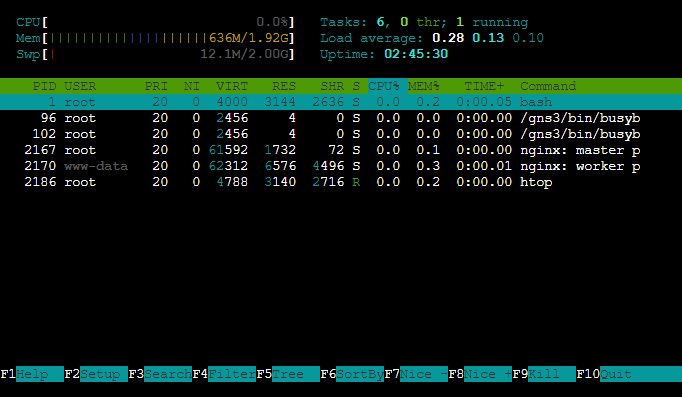 CPU[ 0.0%] Tasks: 6, 0 thr; 1 running
Mem[||||||||||||||||||||636M/1.92G] Load average: 0.28 0.13 0.10
Swp[| 12.1M/2.00G] Uptime: 02:45:30
PID USER PRI NI VIRT RES SHR S CPU% MEM% TIME+ Command
1 root 20 0 4000 3144 2636 S 0.0 0.2 0:00.05 bash
96 root 20 0 2456 4 0 S 0.0 0.0 0:00.00 /gns3/bin/busyb
102 root 20 0 2456 4 0 S 0.0 0.0 0:00.00 /gns3/bin/busyb
2167 root 20 0 61592 1732 72 S 0.0 0.1 0:00.00 nginx: master p
2170 www-data 20 0 62312 6576 4496 S 0.0 0.3 0:00.01 nginx: worker p
2186 root 20 0 4788 3140 2716 R 0.0 0.2 0:00.00 htop
F1Help F2Setup F3SearchF4FilterF5Tree F6SortByF7Nice -F8Nice +F9Kill F10Quit